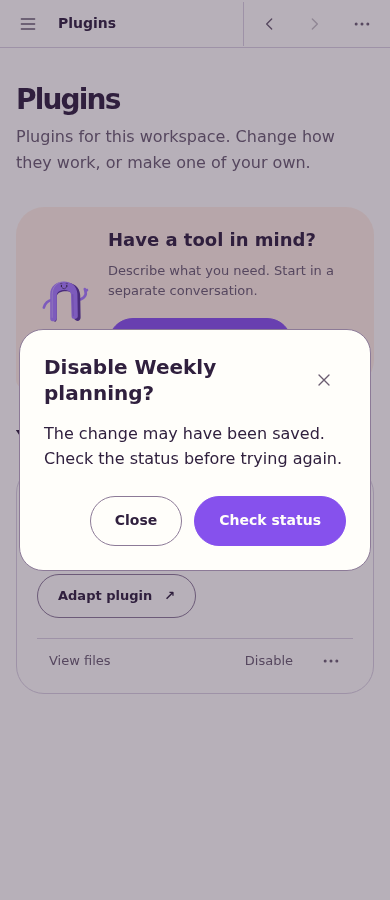 Plugins
Plugins
Plugins for this workspace. Change how
they work, or make one of your own.
Have a tool in mind?
Describe what you need. Start in a
separate conversation.
Disable Weekly
planning?
The change may have been saved.
Check the status before trying again.
Close
Check status
Adapt plugin ↗
View files
Disable